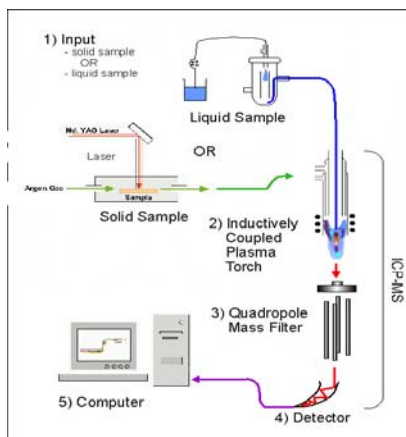 1) Input
- solid sample
OR
- liquid sample
Liquid Sample
Nd. YAG Laser
OR
Laser
Argon Gas
Sample
Solid Sample
2) Inductively
Coupled
Plasma
Torch
ICP-MS
3) Quadropole
Mass Filter
5) Computer
4) Detector